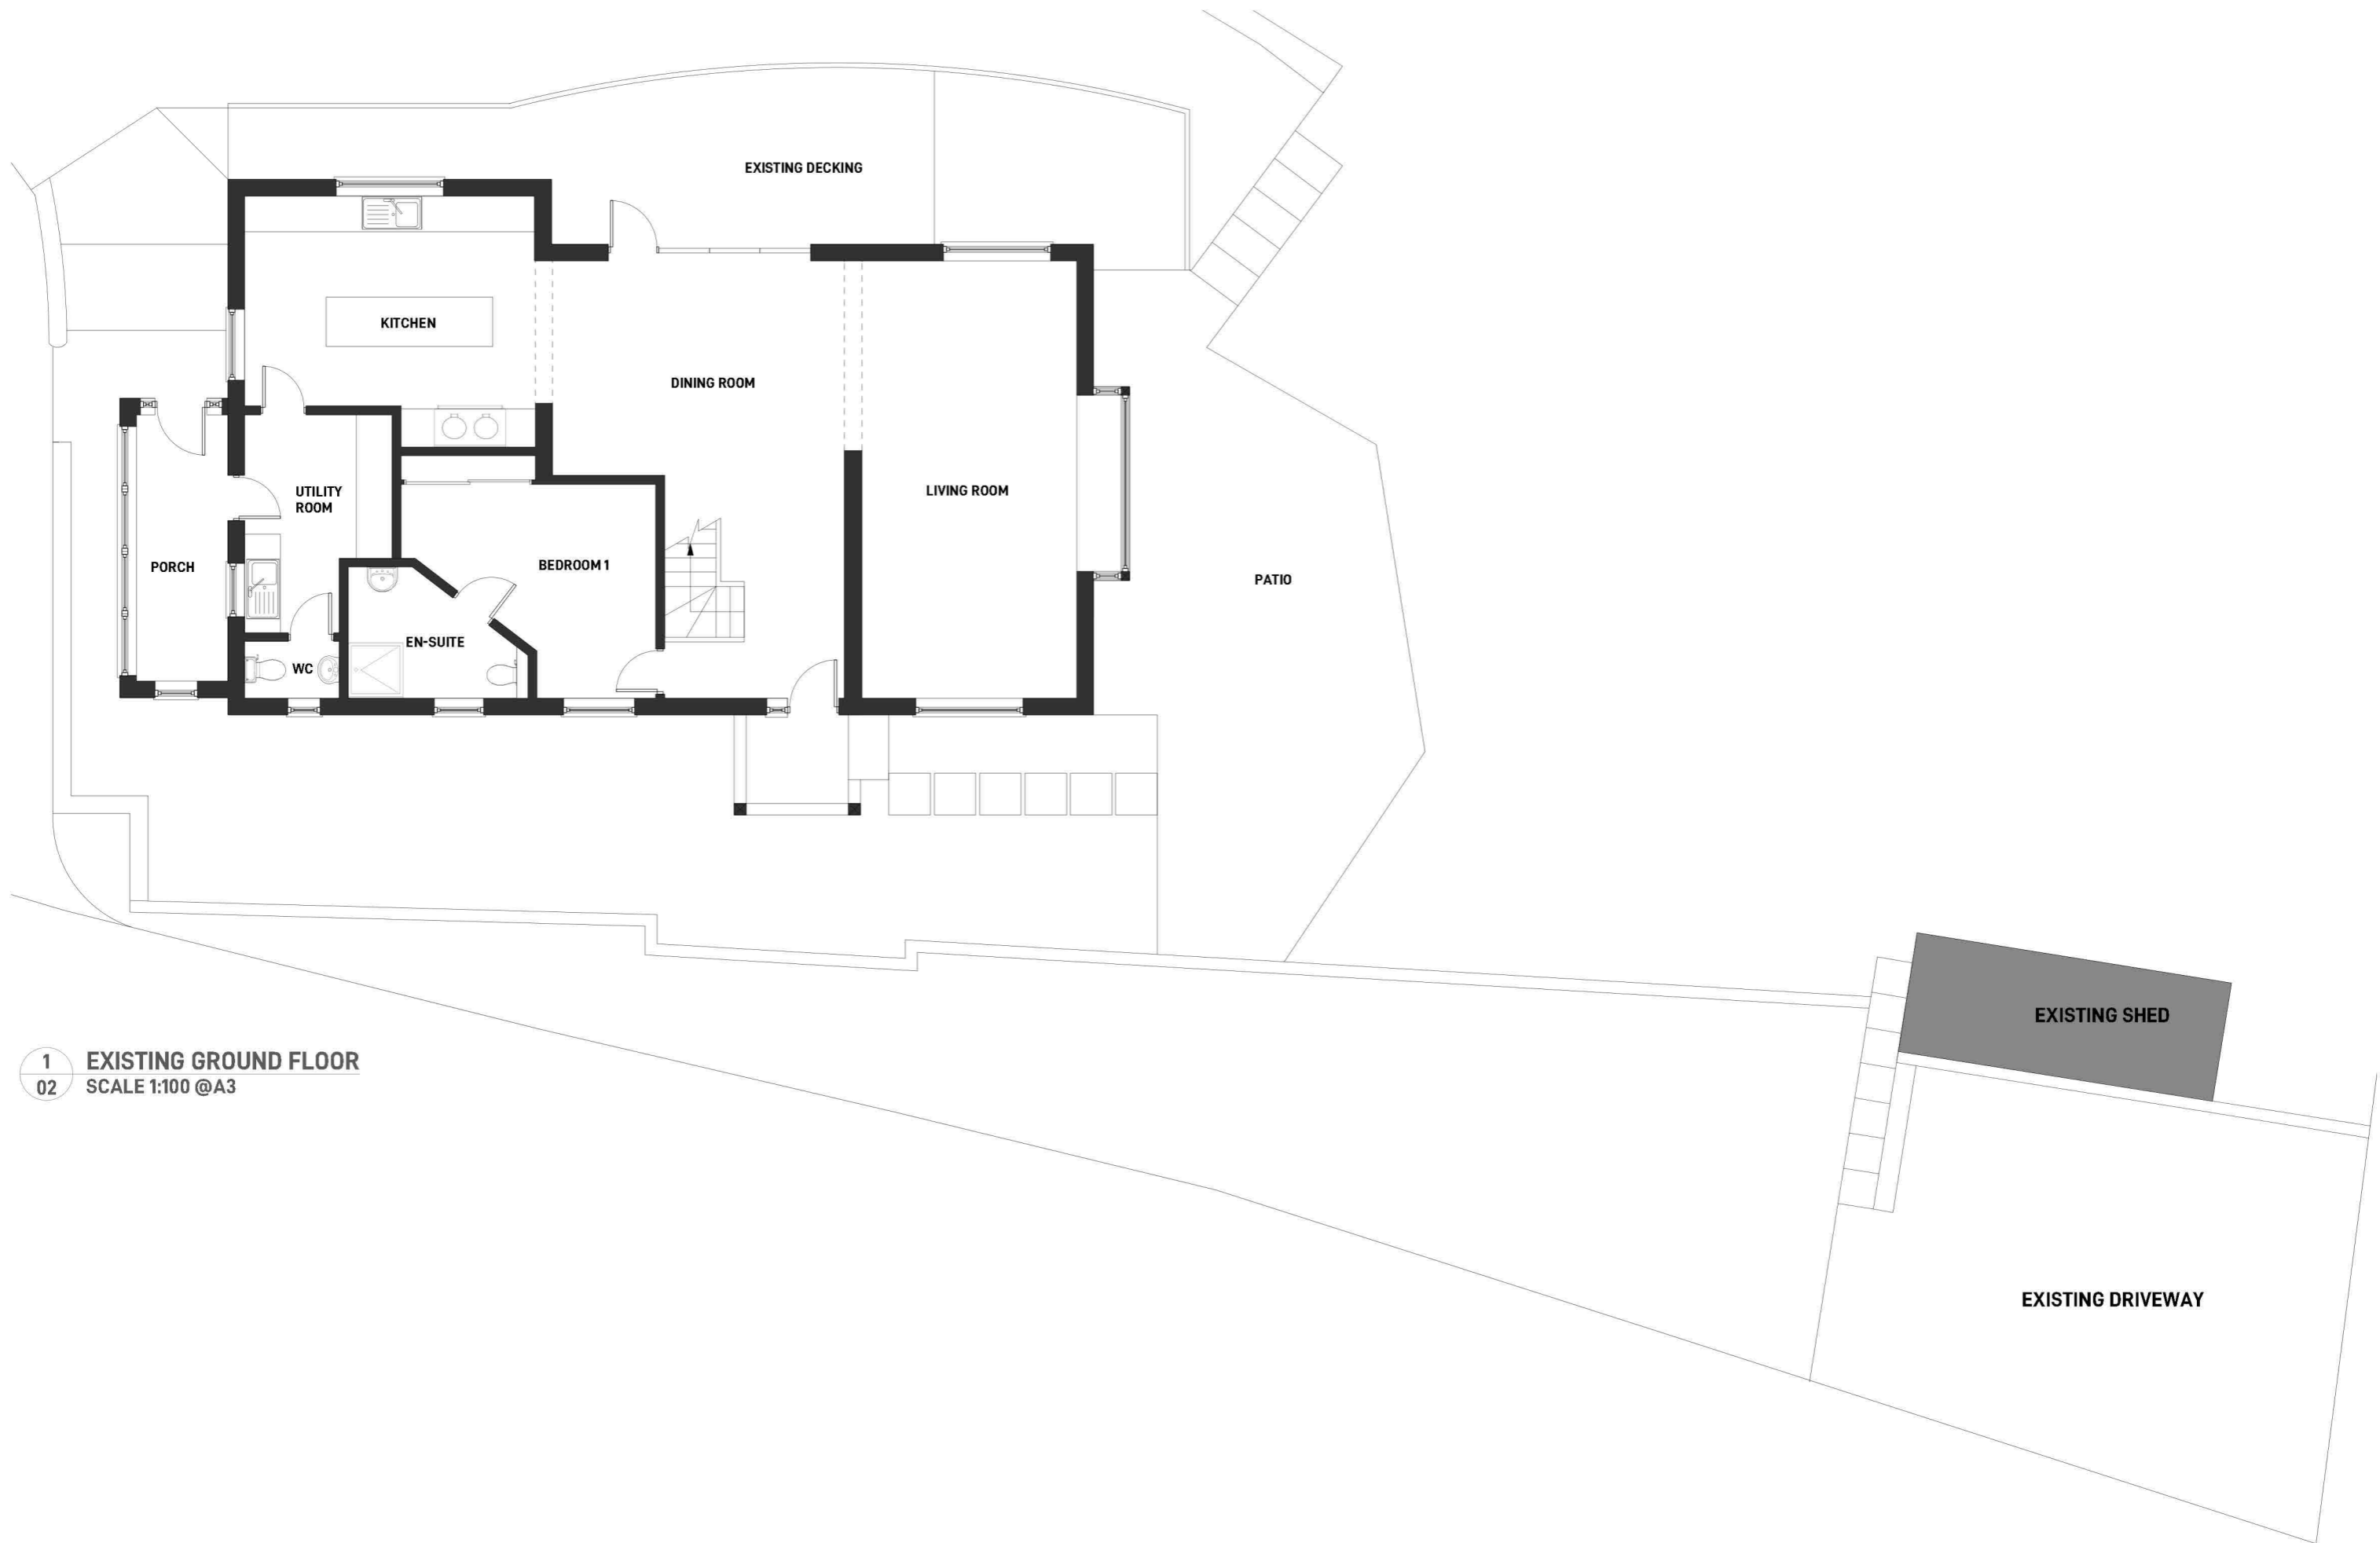 EXISTING DECKING
KITCHEN
DINING ROOM
UTILITY
ROOM
LIVING ROOM
PORCH
BEDROOM 1
PATIO
EN-SUITE
WC
EXISTING SHED
1
EXISTING GROUND FLOOR
02
SCALE 1:100 @A3
EXISTING DRIVEWAY